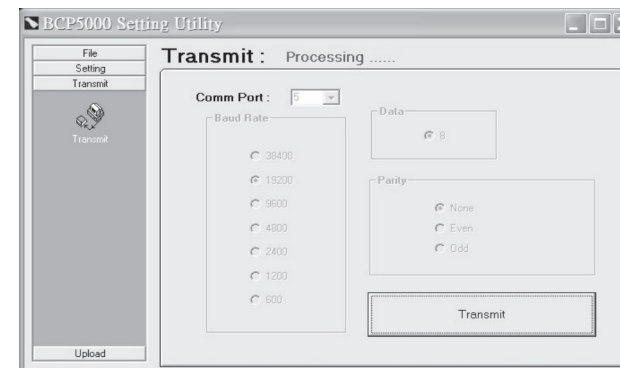 BCP5000 Setting Utility
File
Setting
Transmit
Transmit
Upload
Transmit : Processing ......
Comm Port : 5
Baud Rate
38400
19200
9600
4800
2400
1200
600
Data
8
Parity
None
Even
Odd
Transmit